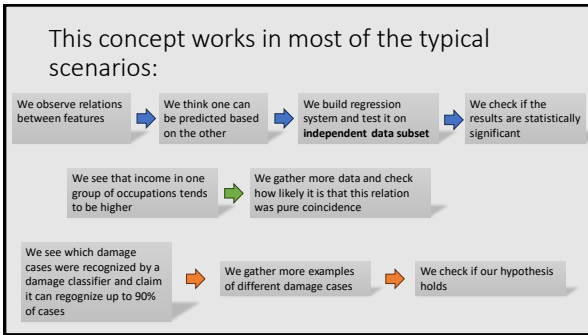 This concept works in most of the typical
scenarios:
We observe relations
between features
We think one can
be predicted based
on the other
We build regression
system and test it on
independent data subset
We check if the
results are statistically
significant
We see that income in one
group of occupations tends
to be higher
We gather more data and check
how likely it is that this relation
was pure coincidence
We see which damage
cases were recognized by a
damage classifier and claim
it can regognize up to 90%
of cases
We gather more examples
of different damage cases
We check if our hypothesis
holds